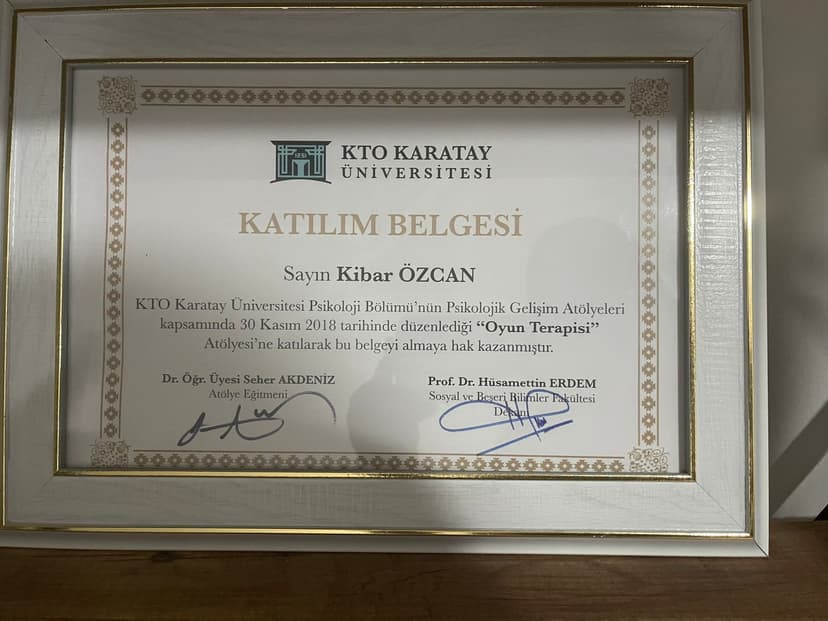 KTO KARATAY
ÜNİVERSİTESİ
KATILIM BELGESİ
Sayın Kibar ÖZCAN
KTO Karatay Üniversitesi Psikoloji Bölümü'nün Psikolojik Gelişim Atölyeleri
kapsamında 30 Kasım 2018 tarihinde düzenlediği “Oyun Terapisi”
Atölyesi'ne katılarak bu belgeyi almaya hak kazanmıştır.
Dr. Öğr. Üyesi Seher AKDENİZ
Atölye Eğitmeni
Prof. Dr. Hüsamettin ERDEM
Sosyal ve Beşeri Bilimler Fakültesi
Dekanı